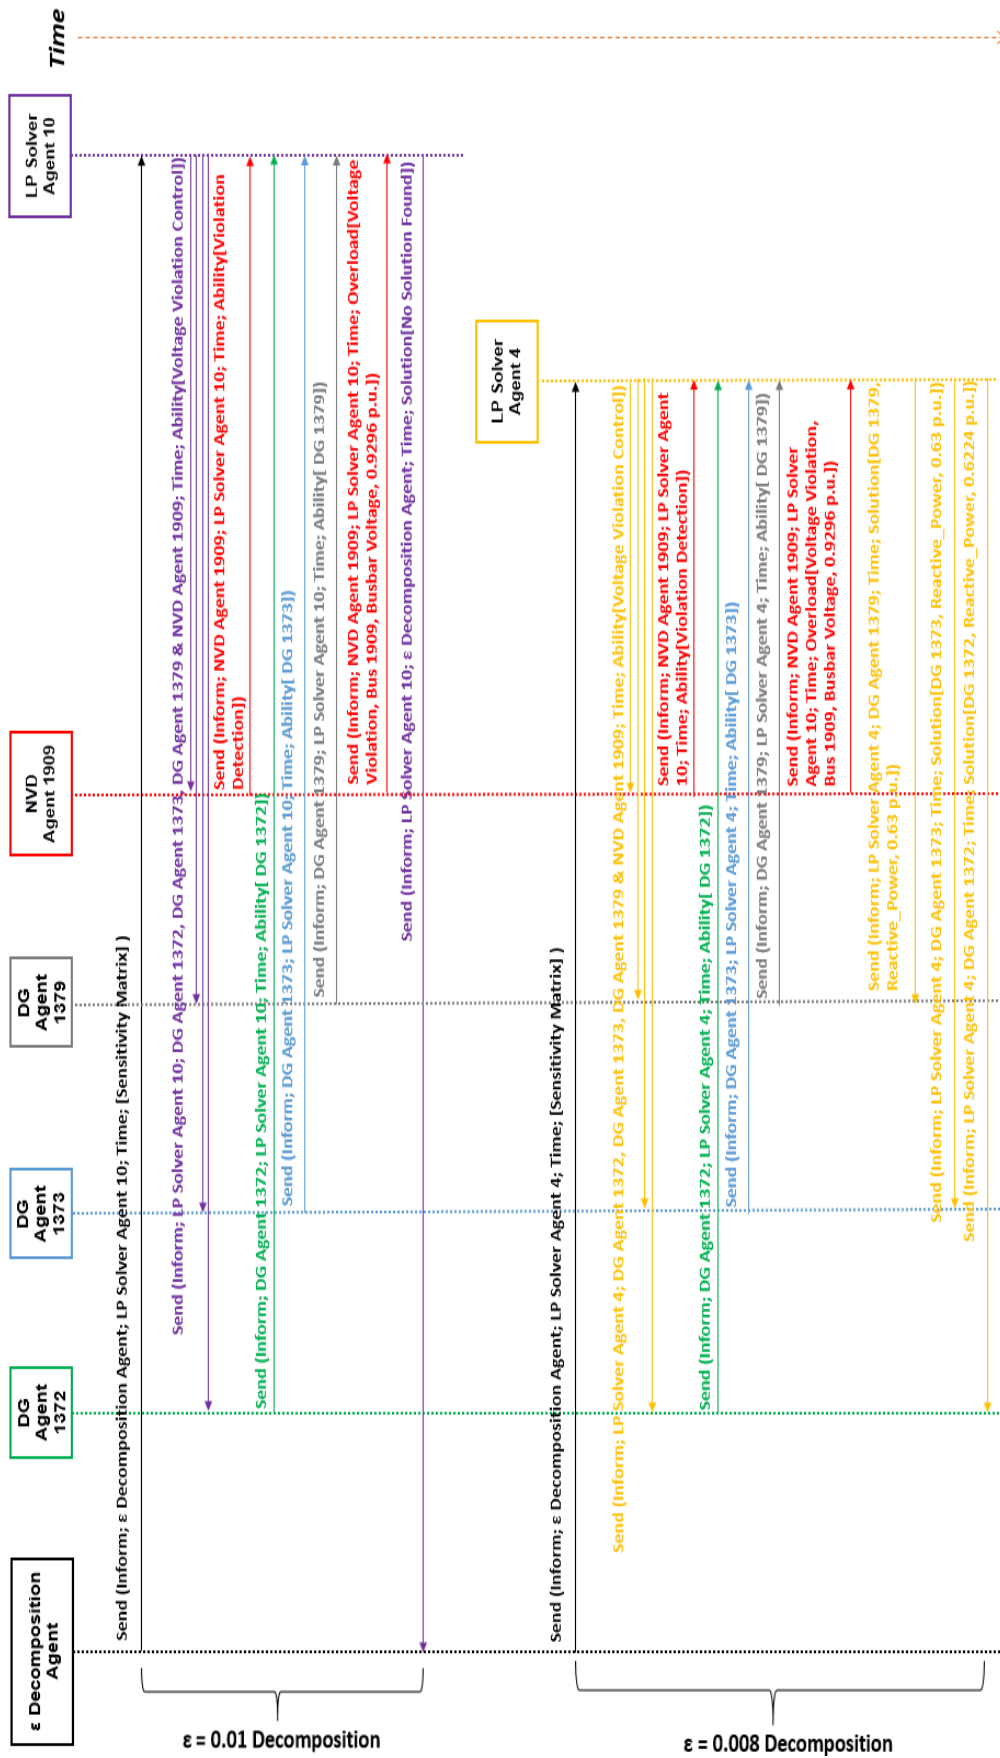 Time
LP Solver
Agent 10
LP Solver
Agent 4
NVD
Agent 1909
DG
Agent
1379
DG
Agent
1373
DG
Agent
1372
ε Decomposition
Agent
Send (Inform; ε Decomposition Agent; LP Solver Agent 10; Time; [Sensitivity Matrix] )
Send (Inform; LP Solver Agent 10; DG Agent 1372, DG Agent 1373, DG Agent 1379 & NVD Agent 1909; Time; Ability[Voltage Violation Control])
Send (Inform; NVD Agent 1909; LP Solver Agent 10; Time; Ability[Violation
Detection])
Send (Inform; DG Agent 1372; LP Solver Agent 10; Time; Ability[ DG 1372])
Send (Inform; DG Agent 1373; LP Solver Agent 10; Time; Ability[ DG 1373])
Send (Inform; DG Agent 1379; LP Solver Agent 10; Time; Ability[ DG 1379])
Send (Inform; NVD Agent 1909; LP Solver Agent 10; Time; Overload[Voltage
Violation, Bus 1909, Busbar Voltage, 0.9296 p.u.])
Send (Inform; LP Solver Agent 10; ε Decomposition Agent; Time; Solution[No Solution Found])
ε = 0.01 Decomposition
Send (Inform; ε Decomposition Agent; LP Solver Agent 4; Time; [Sensitivity Matrix] )
Send (Inform; LP Solver Agent 4; DG Agent 1372, DG Agent 1373, DG Agent 1379 & NVD Agent 1909; Time; Ability[Voltage Violation Control])
Send (Inform; NVD Agent 1909; LP Solver Agent
10; Time; Ability[Violation Detection])
Send (Inform; DG Agent 1372; LP Solver Agent 4; Time; Ability[ DG 1372])
Send (Inform; DG Agent 1373; LP Solver Agent 4; Time; Ability[ DG 1373])
Send (Inform; DG Agent 1379; LP Solver Agent 4; Time; Ability[ DG 1379])
Send (Inform; NVD Agent 1909; LP Solver
Agent 10; Time; Overload[Voltage Violation,
Bus 1909, Busbar Voltage, 0.9296 p.u.])
Send (Inform; LP Solver Agent 4; DG Agent 1379; Time; Solution[DG 1379,
Reactive_Power, 0.63 p.u.])
Send (Inform; LP Solver Agent 4; DG Agent 1373; Time; Solution[DG 1373, Reactive_Power, 0.63 p.u.])
Send (Inform; LP Solver Agent 4; DG Agent 1372; Time; Solution[DG 1372, Reactive_Power, 0.6224 p.u.])
ε = 0.008 Decomposition